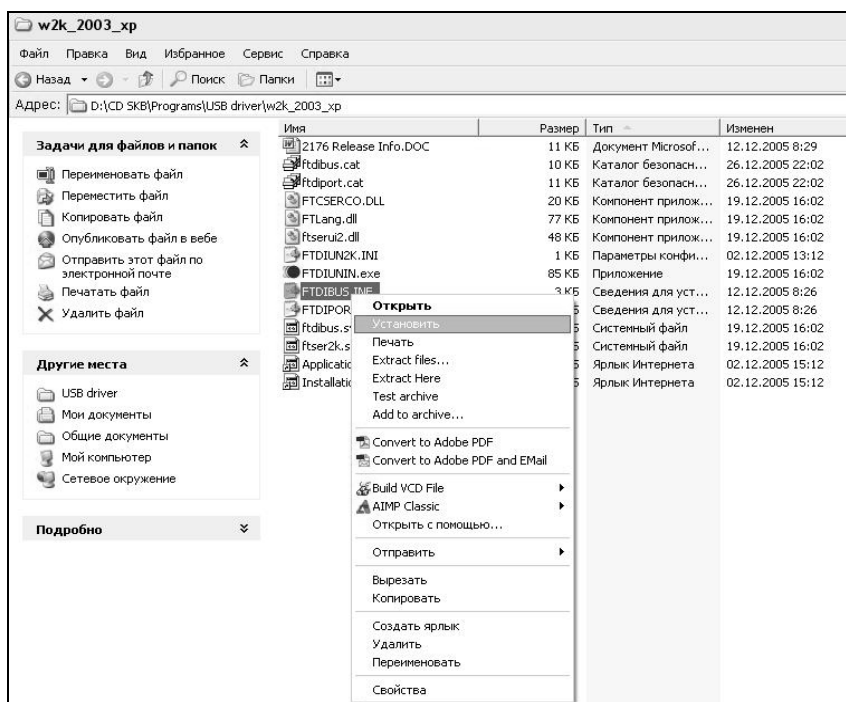 w2k_2003_xp
Файл Правка Вид Избранное Сервис Справка
Назад Поиск Папки
Адрес: D:\CD SKB\Programs\USB driver\w2k_2003_xp
Задачи для файлов и папок
Переименовать файл
Переместить файл
Копировать файл
Опубликовать файл в вебе
Отправить этот файл по
электронной почте
Печатать файл
Удалить файл
Другие места
USB driver
Мои документы
Общие документы
Мой компьютер
Сетевое окружение
Подробно
Имя Размер Тип Изменен
2176 Release Info.DOC 11 КБ Документ Microsof... 12.12.2005 8:29
ftdibus.cat 10 КБ Каталог безопасн... 26.12.2005 22:02
ftdiport.cat 11 КБ Каталог безопасн... 26.12.2005 22:02
FTCSERCO.DLL 20 КБ Компонент прилож... 19.12.2005 16:02
FTLang.dll 77 КБ Компонент прилож... 19.12.2005 16:02
ftserui2.dll 48 КБ Компонент прилож... 19.12.2005 16:02
FTDIUN2K.INI 1 КБ Параметры конфи... 02.12.2005 13:12
FTDIUNIN.exe 85 КБ Приложение 19.12.2005 16:02
FTDIBUS.INF 3 КБ Сведения для уст... 12.12.2005 8:26
FTDIPOR Сведения для уст... 12.12.2005 8:26
ftdibus.s Системный файл 19.12.2005 16:02
ftser2k.s Системный файл 19.12.2005 16:02
Applicatio Ярлык Интернета 02.12.2005 15:12
Installatio Ярлык Интернета 02.12.2005 15:12
Открыть
Установить
Печать
Extract files...
Extract Here
Test archive
Add to archive...
Convert to Adobe PDF
Convert to Adobe PDF and EMail
Build VCD File
AIMP Classic
Открыть с помощью...
Отправить
Вырезать
Копировать
Создать ярлык
Удалить
Переименовать
Свойства